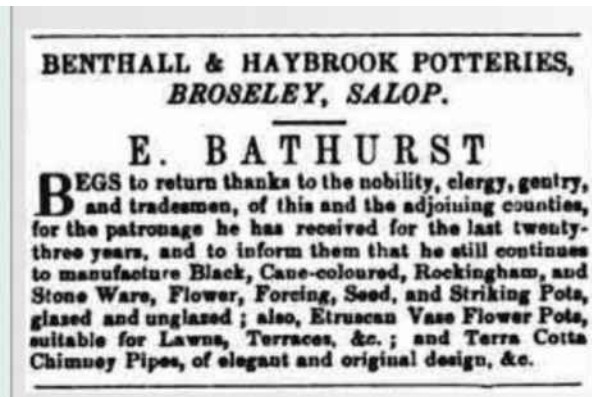 BENTHALL & HAYBROOK POTTERIES,
BROSELEY, SALOP.
E. BATHURST
BEGS to return thanks to the nobility, clergy, gentry,
and tradesmen, of this and the adjoining counties,
for the patronage he has received for the last twenty-
three years, and to inform them that he still continues
to manufacture Black, Cane-coloured, Rockingham, and
Stone Ware, Flower, Forcing, Seed, and Striking Pots,
glazed and unglazed ; also, Etruscan Vase Flower Pots,
suitable for Lawns, Terraces, &c. ; and Terra Cotta
Chimney Pipes, of elegant and original design, &c.